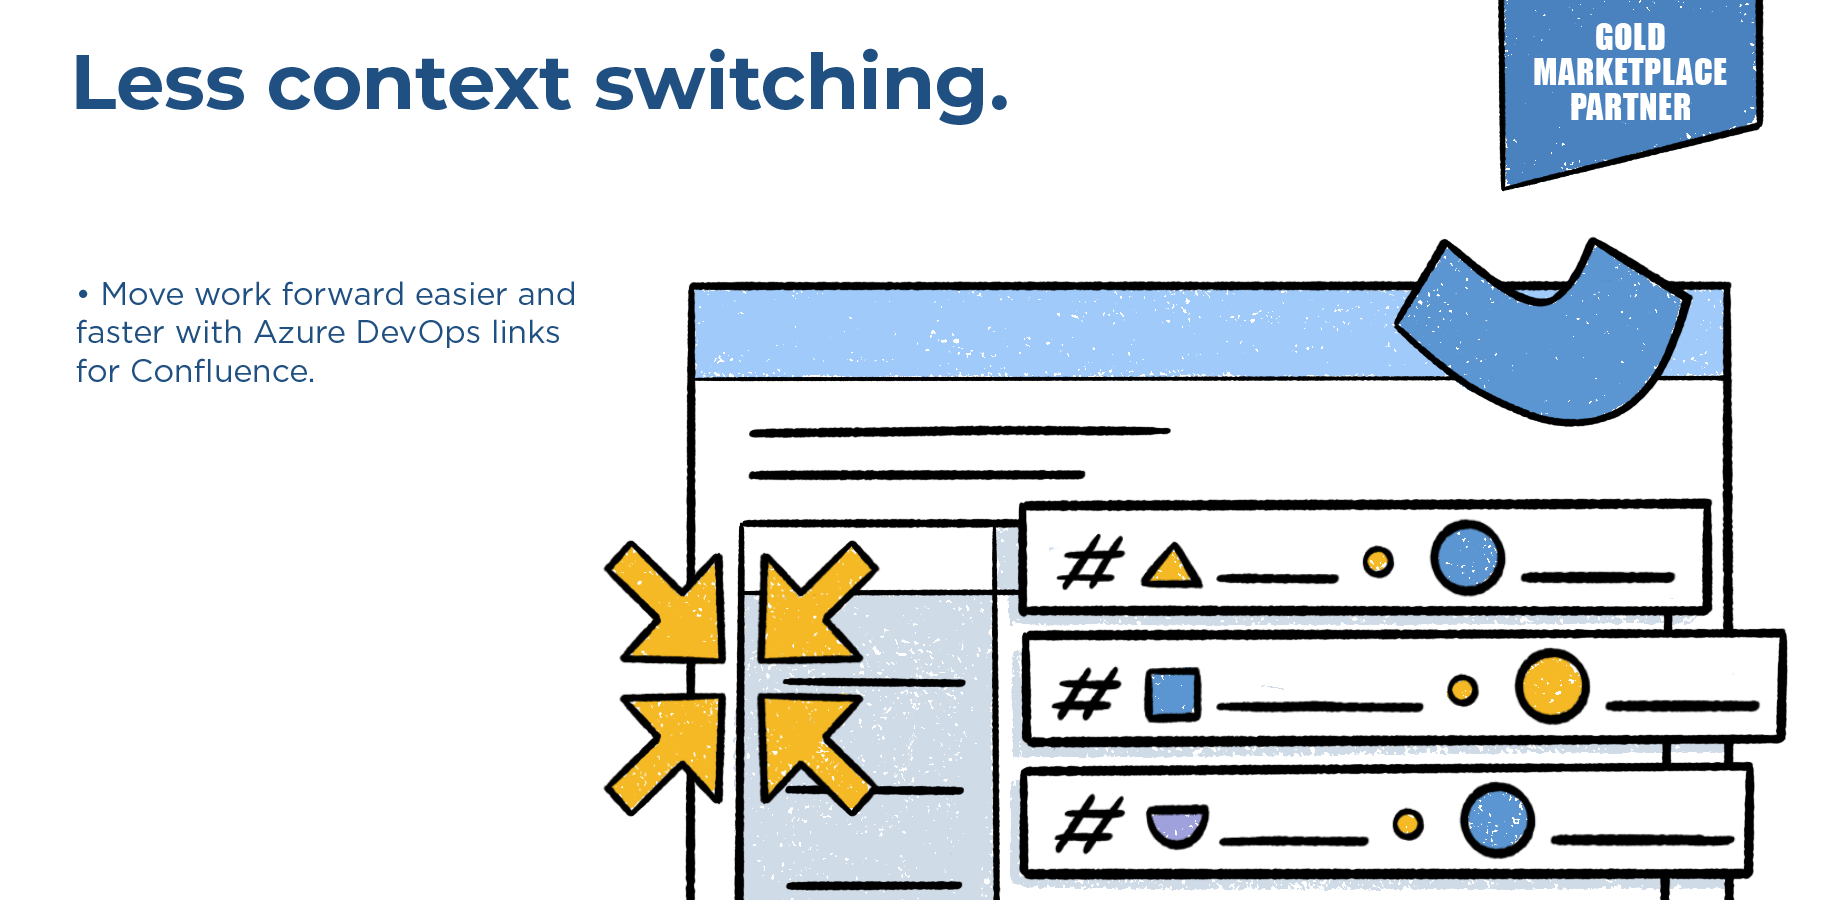 Less context switching.
GOLD
MARKETPLACE
PARTNER
• Move work forward easier and
faster with Azure DevOps links
for Confluence.
#
#
#